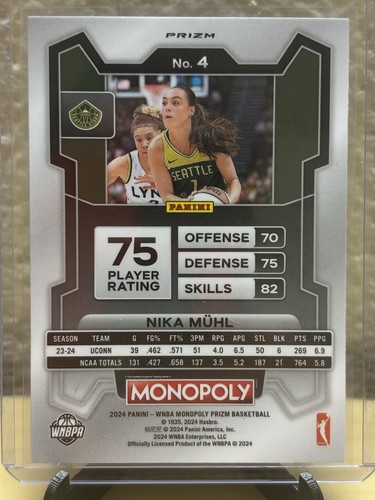 PRIZM
No. 4
LYN
SEATTLE
7
PANINI
75
PLAYER
RATING
OFFENSE 70
DEFENSE 75
SKILLS 82
NIKA MÜHL
SEASON TEAM G FG% FT% 3PM RPG APG STL BLK PTS PPG
23-24 UCONN 39 .462 .571 51 4.0 6.5 50 6 269 6.9
NCAA TOTALS 131 .427 .658 137 3.5 5.2 187 21 764 5.8
MONOPOLY
2024 PANINI – WNBA MONOPOLY PRIZM BASKETBALL
© 1935, 2024 Hasbro.
© 2024 Panini America, Inc.
© 2024 WNBA Enterprises, LLC
Officially Licensed Product of the WNBPA © 2024
WNBPA